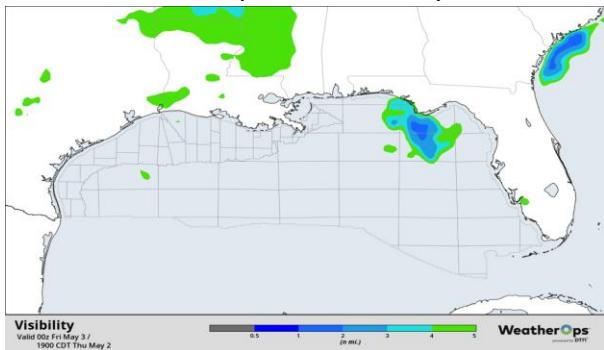 Visibility
Valid 00z Fri May 3 /
1900 CDT Thu May 2
0.5 1 2 3 4 5
(n mi.)
WeatherOps
powered by DTN